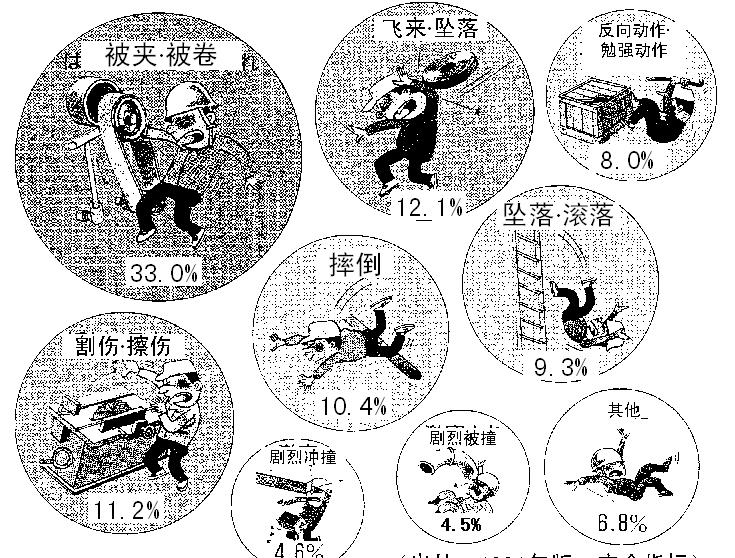 被夹·被卷
33.0%
飞来·坠落
12.1%
反向动作·
勉强动作
8.0%
坠落·滚落
9.3%
摔倒
10.4%
割伤·擦伤
11.2%
剧烈冲撞
4.6%
剧烈被撞
4.5%
其他
6.8%